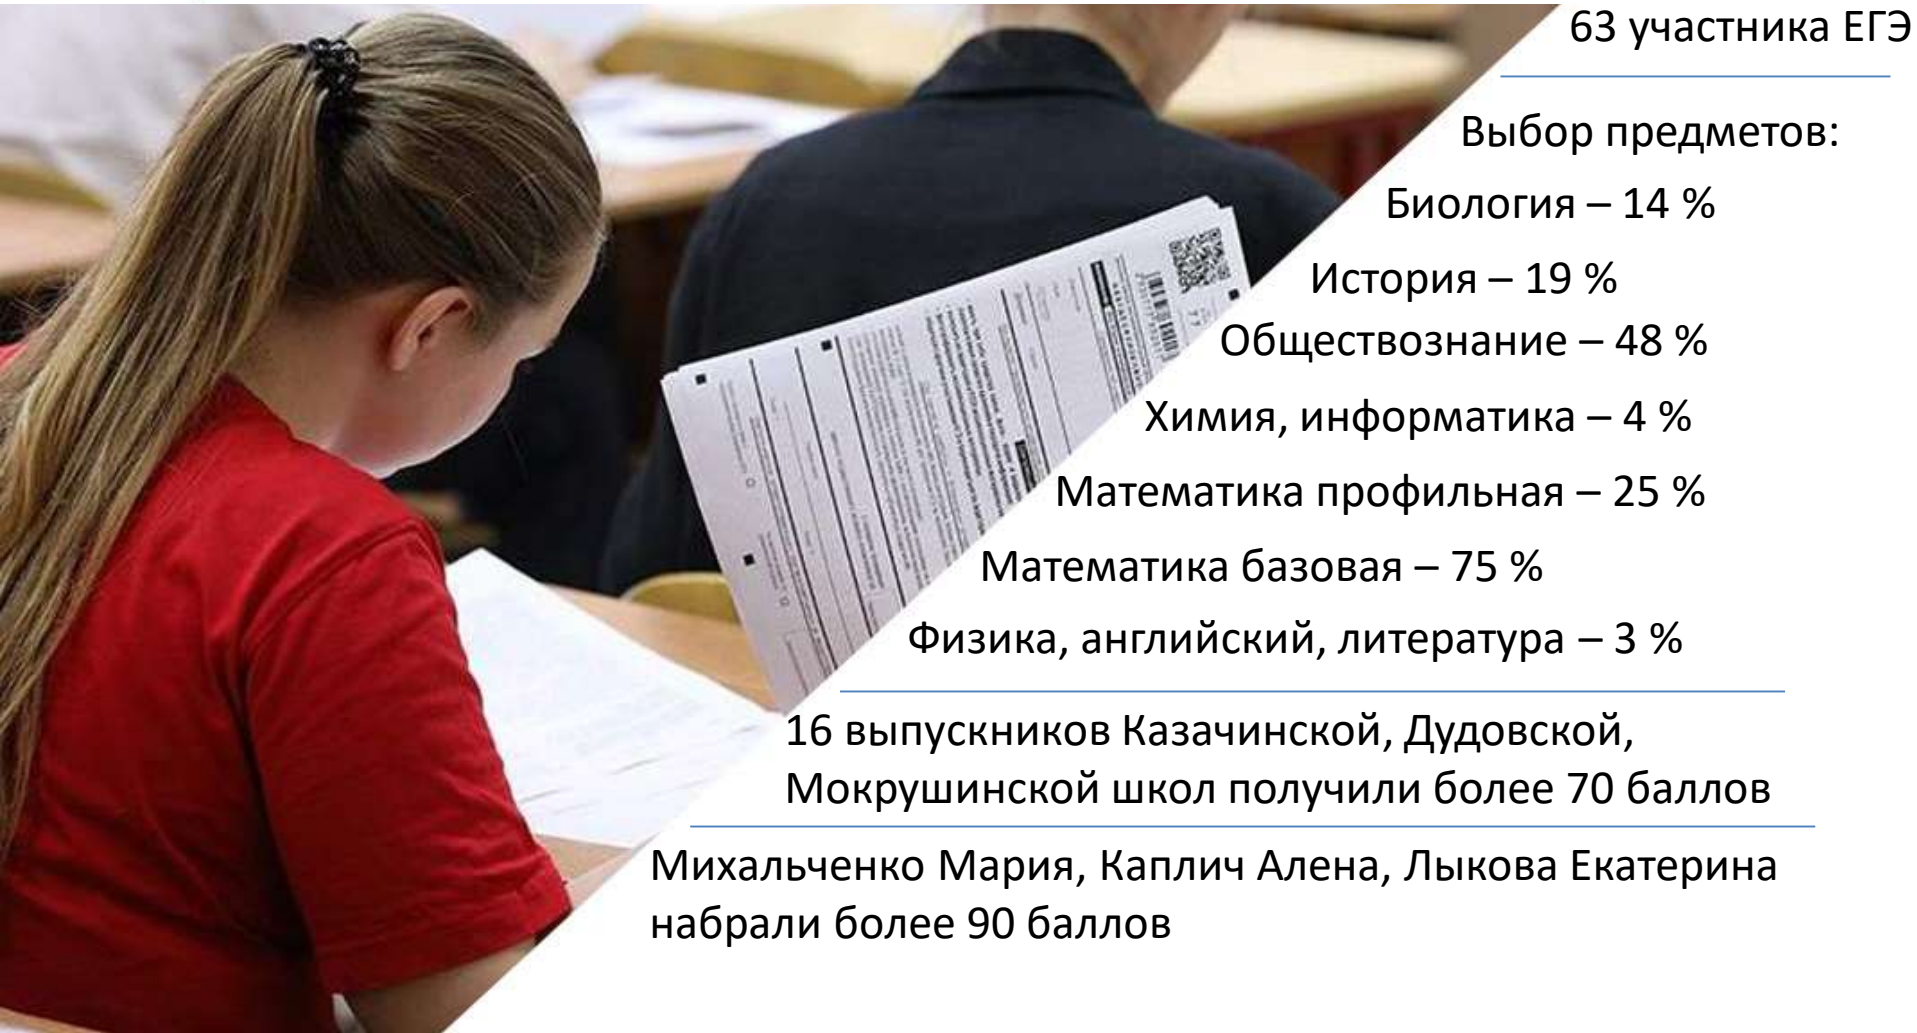 63 участника ЕГЭ
Выбор предметов:
Биология – 14 %
История – 19 %
Обществознание – 48 %
Химия, информатика – 4 %
Математика профильная – 25 %
Математика базовая – 75 %
Физика, английский, литература – 3 %
16 выпускников Казачинской, Дудовской,
Мокрушинской школ получили более 70 баллов
Михальченко Мария, Каплич Алена, Лыкова Екатерина
набрали более 90 баллов